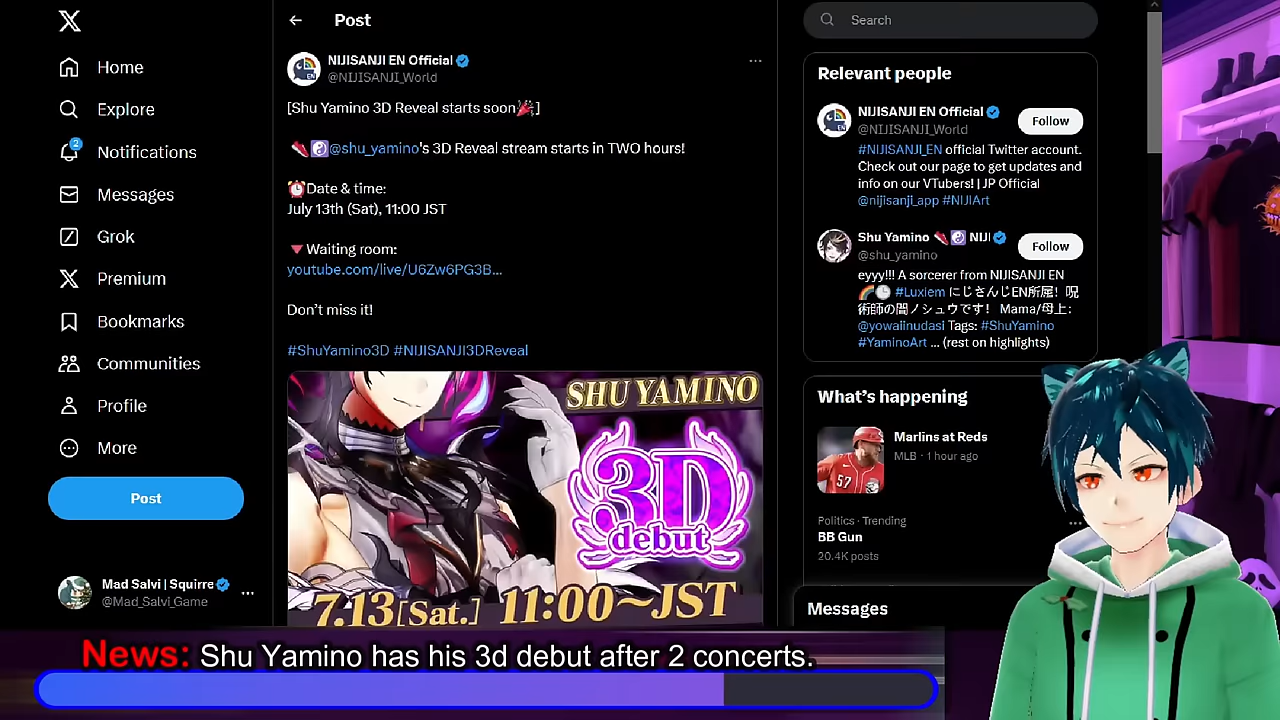 Home
Explore
2
Notifications
Messages
Grok
Premium
Bookmarks
Communities
Profile
More
Post
Mad Salvi | Squirre
@Mad_Salvi_Game
Post
NIJISANJI EN Official
@NIJISANJI_World
[Shu Yamino 3D Reveal starts soon🎉]
👠☯️@shu_yamino's 3D Reveal stream starts in TWO hours!
⏰Date & time:
July 13th (Sat), 11:00 JST
🔻Waiting room:
youtube.com/live/U6Zw6PG3B...
Don't miss it!
#ShuYamino3D #NIJISANJI3DReveal
SHU YAMINO
3D
debut
7.13[Sat.] 11:00~JST
Search
Relevant people
NIJISANJI EN Official
@NIJISANJI_World
Follow
#NIJISANJI_EN official Twitter account.
Check out our page to get updates and
info on our VTubers! | JP Official
@nijisanji_app #NIJIArt
Shu Yamino 👠☯️ NIJI
@shu_yamino
Follow
eyyy!!! A sorcerer from NIJISANJI EN
🌈🕒 #Luxiem にじさんじEN所属！呪
術師の闇ノシュウです！ Mama/母上：
@yowaiinudasi Tags: #ShuYamino
#YaminoArt ... (rest on highlights)
What's happening
Marlins at Reds
MLB · 1 hour ago
57
Politics · Trending
BB Gun
20.4K posts
Messages
News: Shu Yamino has his 3d debut after 2 concerts.